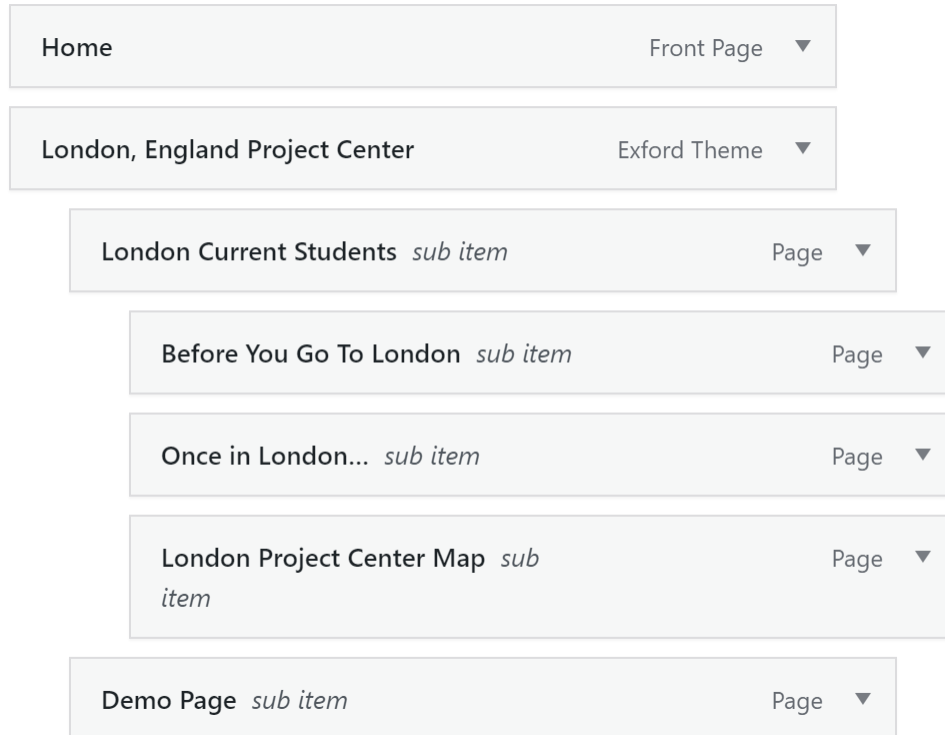 Home Front Page
London, England Project Center Exford Theme
London Current Students sub item Page
Before You Go To London sub item Page
Once in London... sub item Page
London Project Center Map sub Page
item
Demo Page sub item Page